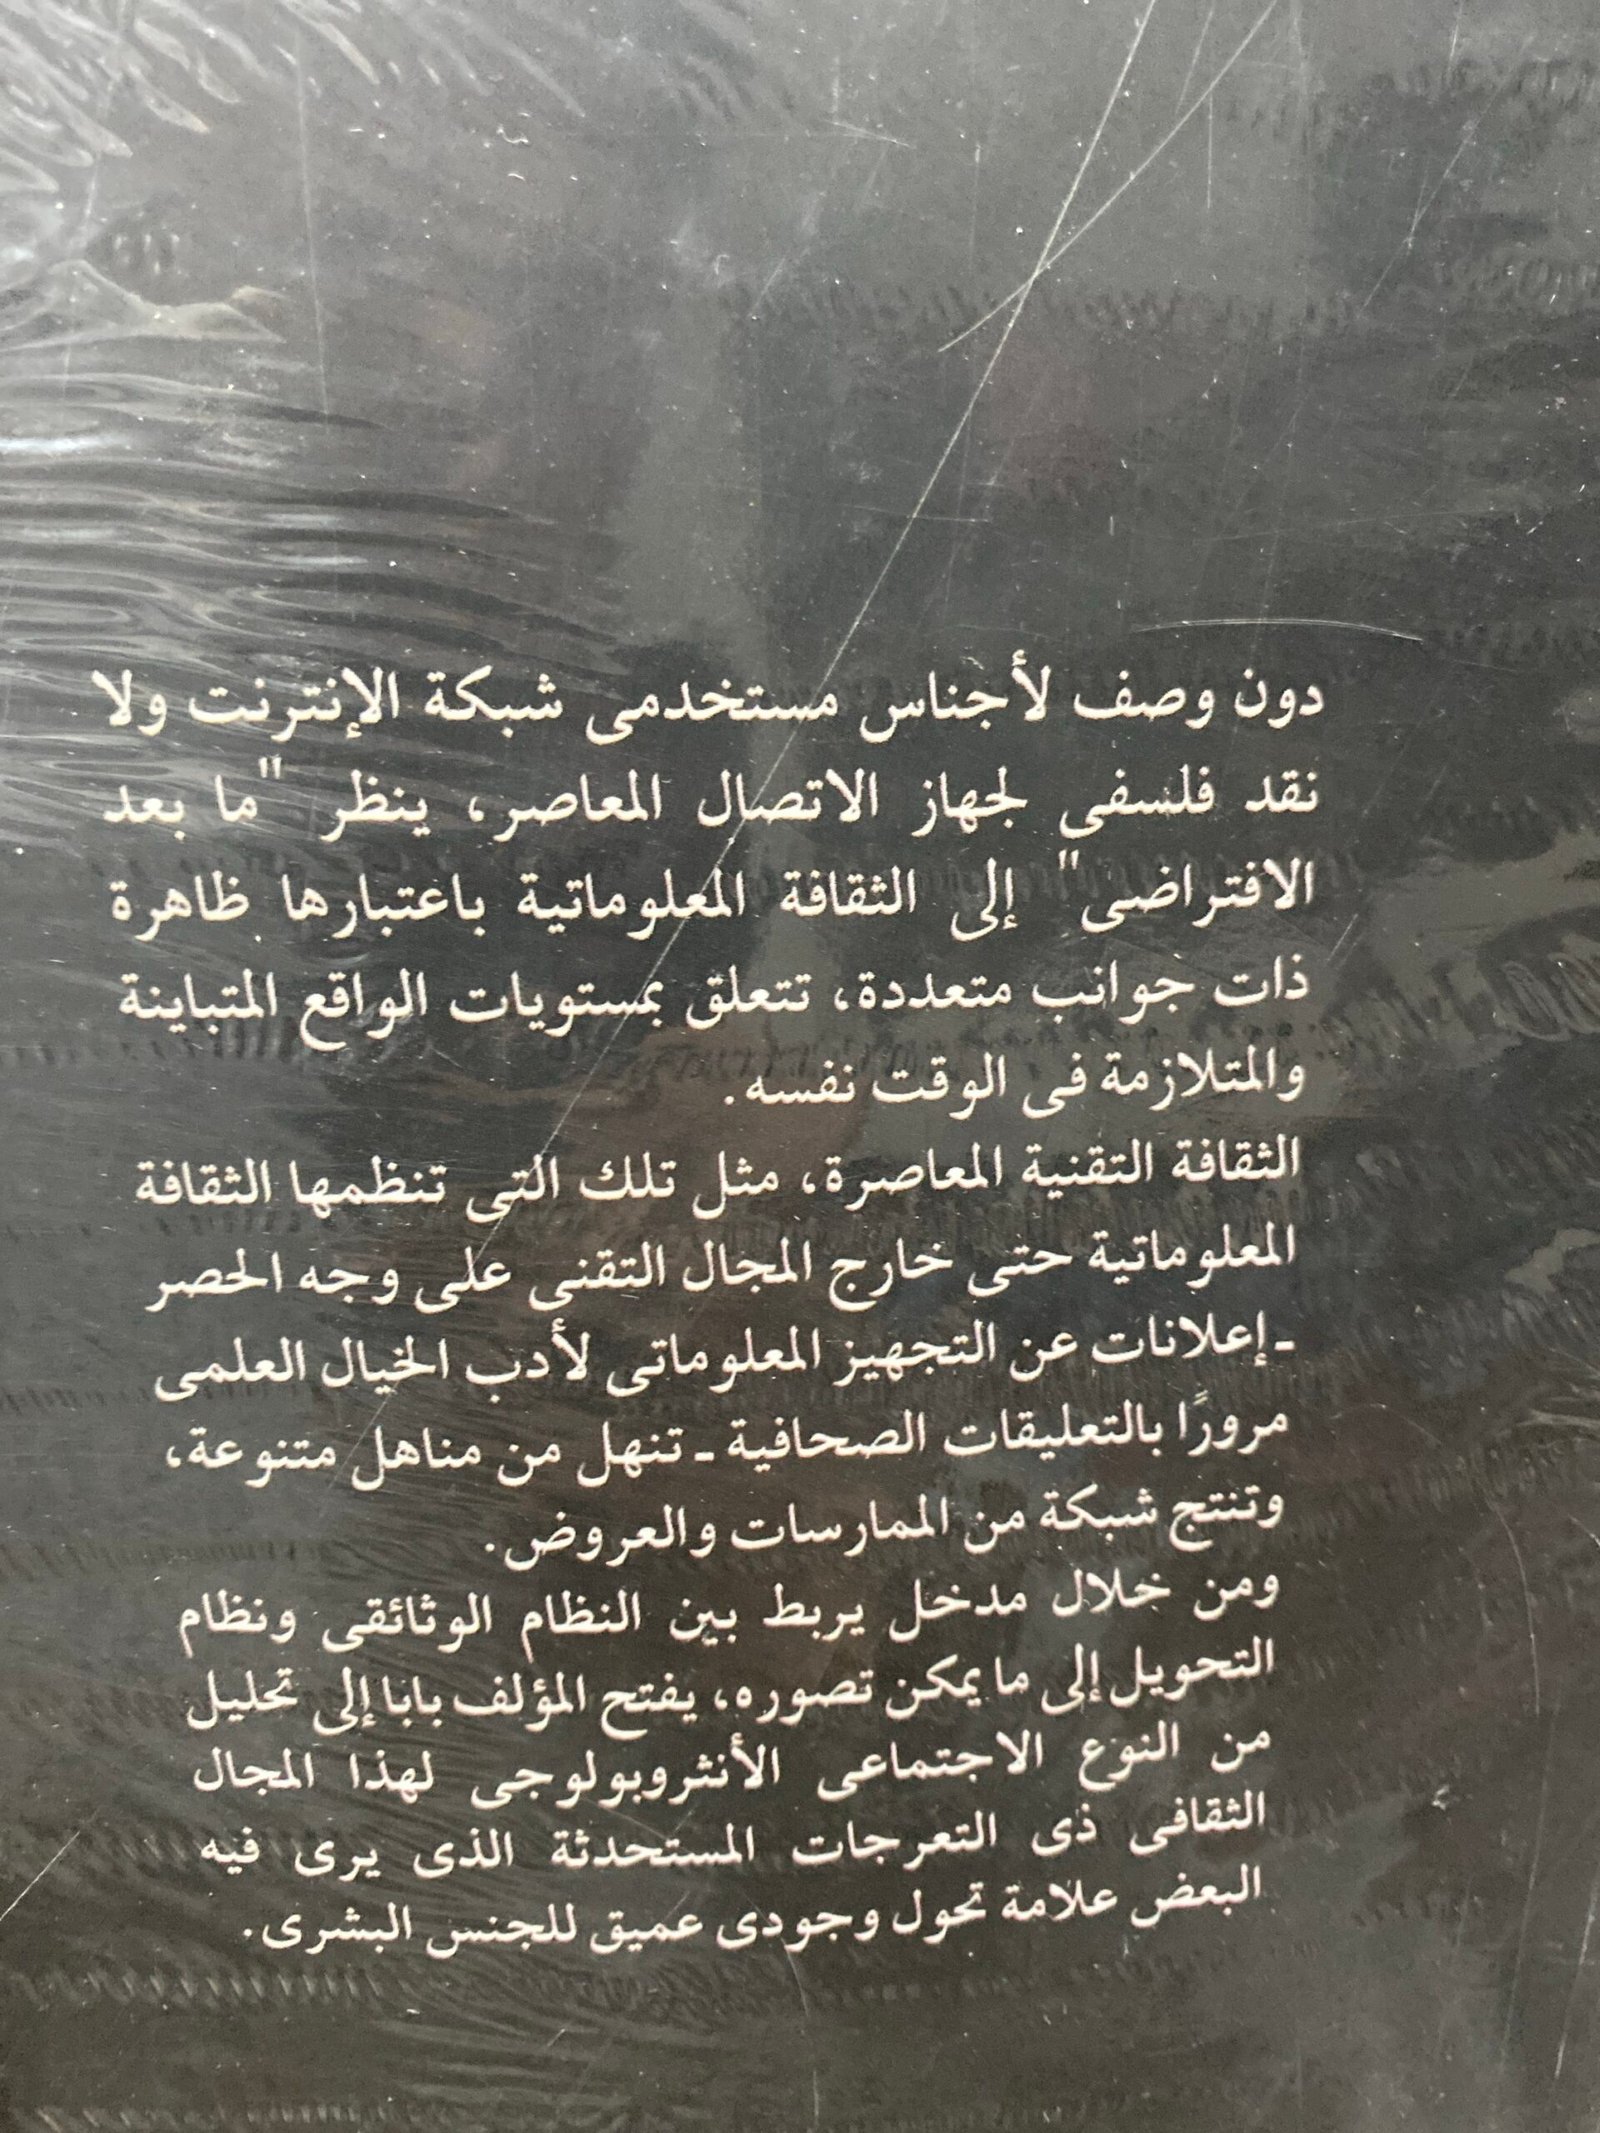 دون وصف لأجناس مستخدمى شبكة الإنترنت ولا
نقد فلسفى لجهاز الاتصال المعاصر، ينظر "ما بعد
الافتراضى" إلى الثقافة المعلوماتية باعتبارها ظاهرة
ذات جوانب متعددة، تتعلق بمستويات الواقع المتباينة
والمتلازمة فى الوقت نفسه.
الثقافة التقنية المعاصرة، مثل تلك التى تنظمها الثقافة
المعلوماتية حتى خارج المجال التقنى على وجه الحصر
- إعلانات عن التجهيز المعلوماتى لأدب الخيال العلمى
مرورًا بالتعليقات الصحافية - تنهل من مناهل متنوعة،
وتنتج شبكة من الممارسات والعروض.
ومن خلال مدخل يربط بين النظام الوثائقى ونظام
التحويل إلى ما يمكن تصوره، يفتح المؤلف بابا إلى تحليل
من النوع الاجتماعى الأنثروبولوجى لهذا المجال
الثقافى ذى التعرجات المستحدثة الذى يرى فيه
البعض علامة تحول وجودى عميق للجنس البشرى.